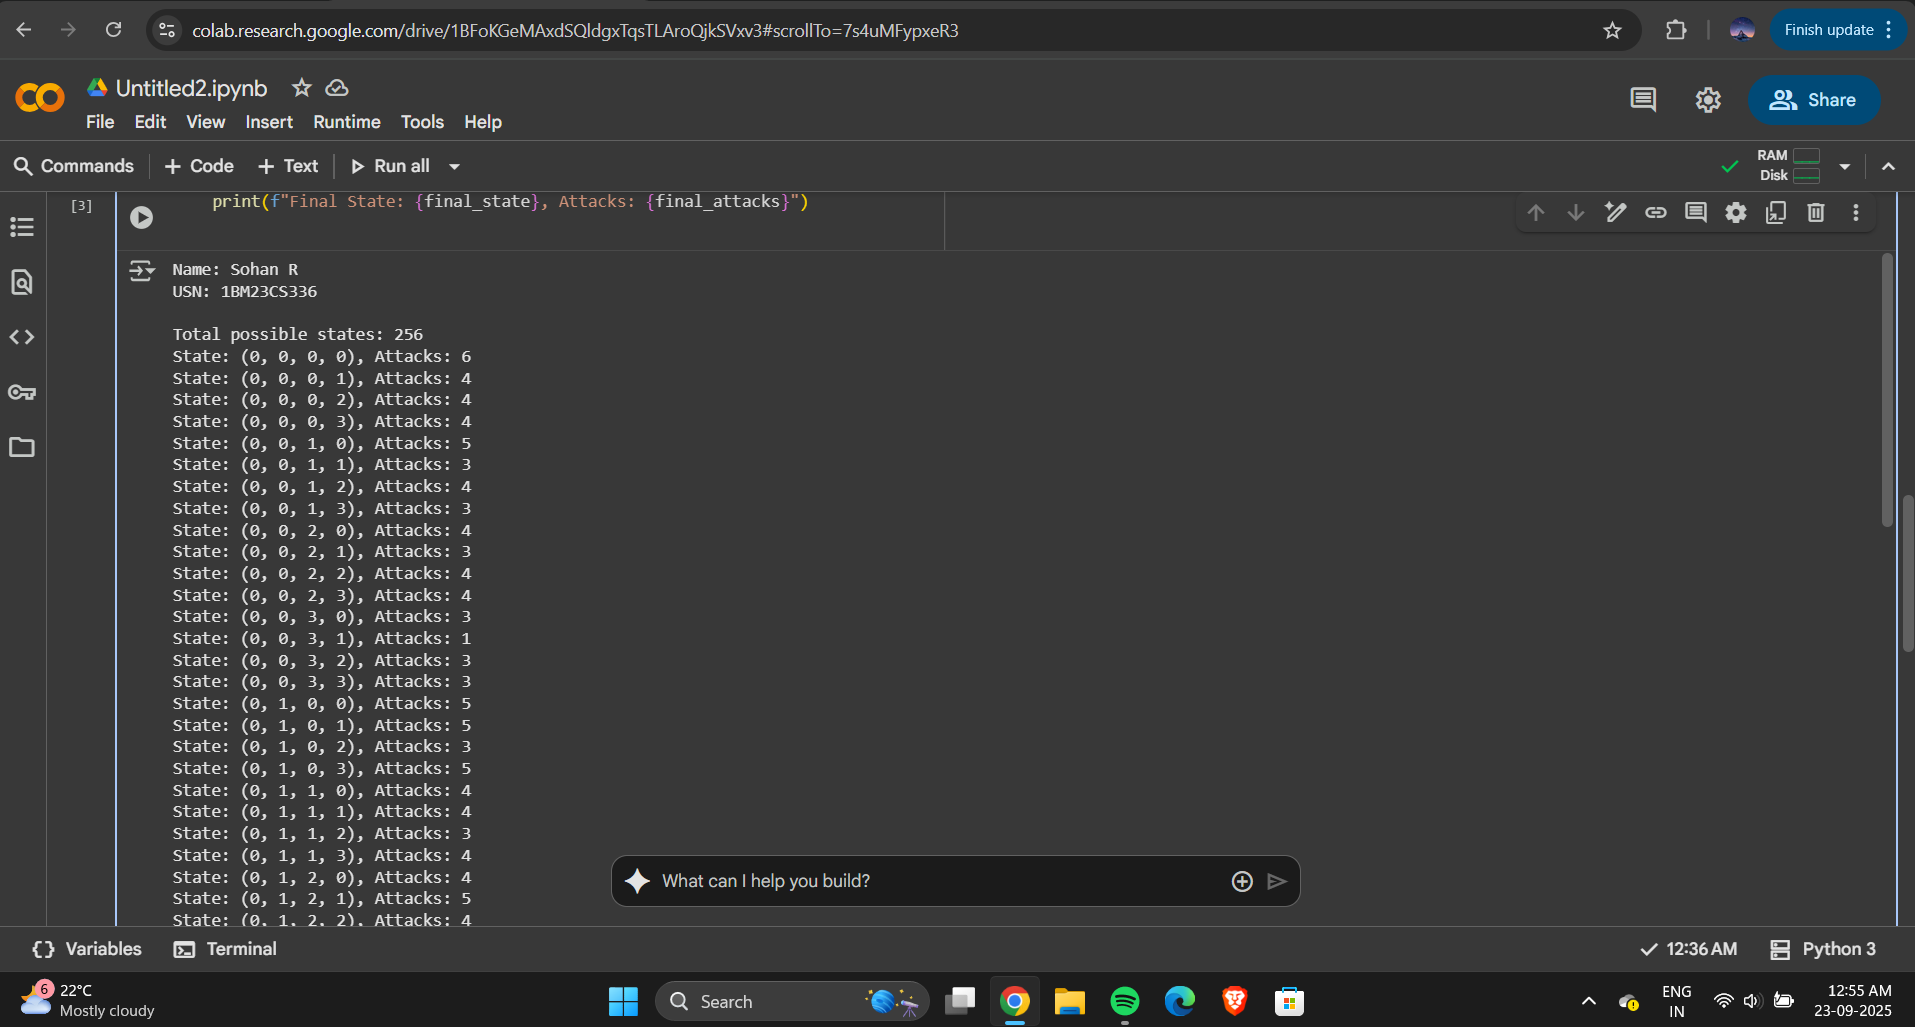 colab.research.google.com/drive/1BFoKGeMAxdSQldgxTqsTLAroQjkSVxv3#scrollTo=7s4uMFypxeR3
Finish update
Untitled2.ipynb
File Edit View Insert Runtime Tools Help
Share
Commands + Code + Text Run all
RAM
Disk
[3]
print(f"Final State: {final_state}, Attacks: {final_attacks}")
Name: Sohan R
USN: 1BM23CS336
Total possible states: 256
State: (0, 0, 0, 0), Attacks: 6
State: (0, 0, 0, 1), Attacks: 4
State: (0, 0, 0, 2), Attacks: 4
State: (0, 0, 0, 3), Attacks: 4
State: (0, 0, 1, 0), Attacks: 5
State: (0, 0, 1, 1), Attacks: 3
State: (0, 0, 1, 2), Attacks: 4
State: (0, 0, 1, 3), Attacks: 3
State: (0, 0, 2, 0), Attacks: 4
State: (0, 0, 2, 1), Attacks: 3
State: (0, 0, 2, 2), Attacks: 4
State: (0, 0, 2, 3), Attacks: 4
State: (0, 0, 3, 0), Attacks: 3
State: (0, 0, 3, 1), Attacks: 1
State: (0, 0, 3, 2), Attacks: 3
State: (0, 0, 3, 3), Attacks: 3
State: (0, 1, 0, 0), Attacks: 5
State: (0, 1, 0, 1), Attacks: 5
State: (0, 1, 0, 2), Attacks: 3
State: (0, 1, 0, 3), Attacks: 5
State: (0, 1, 1, 0), Attacks: 4
State: (0, 1, 1, 1), Attacks: 4
State: (0, 1, 1, 2), Attacks: 3
State: (0, 1, 1, 3), Attacks: 4
State: (0, 1, 2, 0), Attacks: 4
State: (0, 1, 2, 1), Attacks: 5
State: (0, 1, 2, 2), Attacks: 4
What can I help you build?
Variables Terminal
12:36 AM Python 3
6
22°C
Mostly cloudy
Search
ENG
IN
12:55 AM
23-09-2025